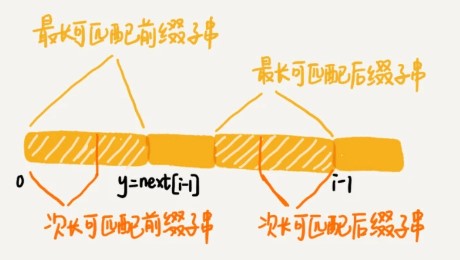 最长可匹配前缀子串
最长可匹配后缀子串
0
y=next[i-1]
i-1
次长可匹配前缀子串
次长可匹配后缀子串